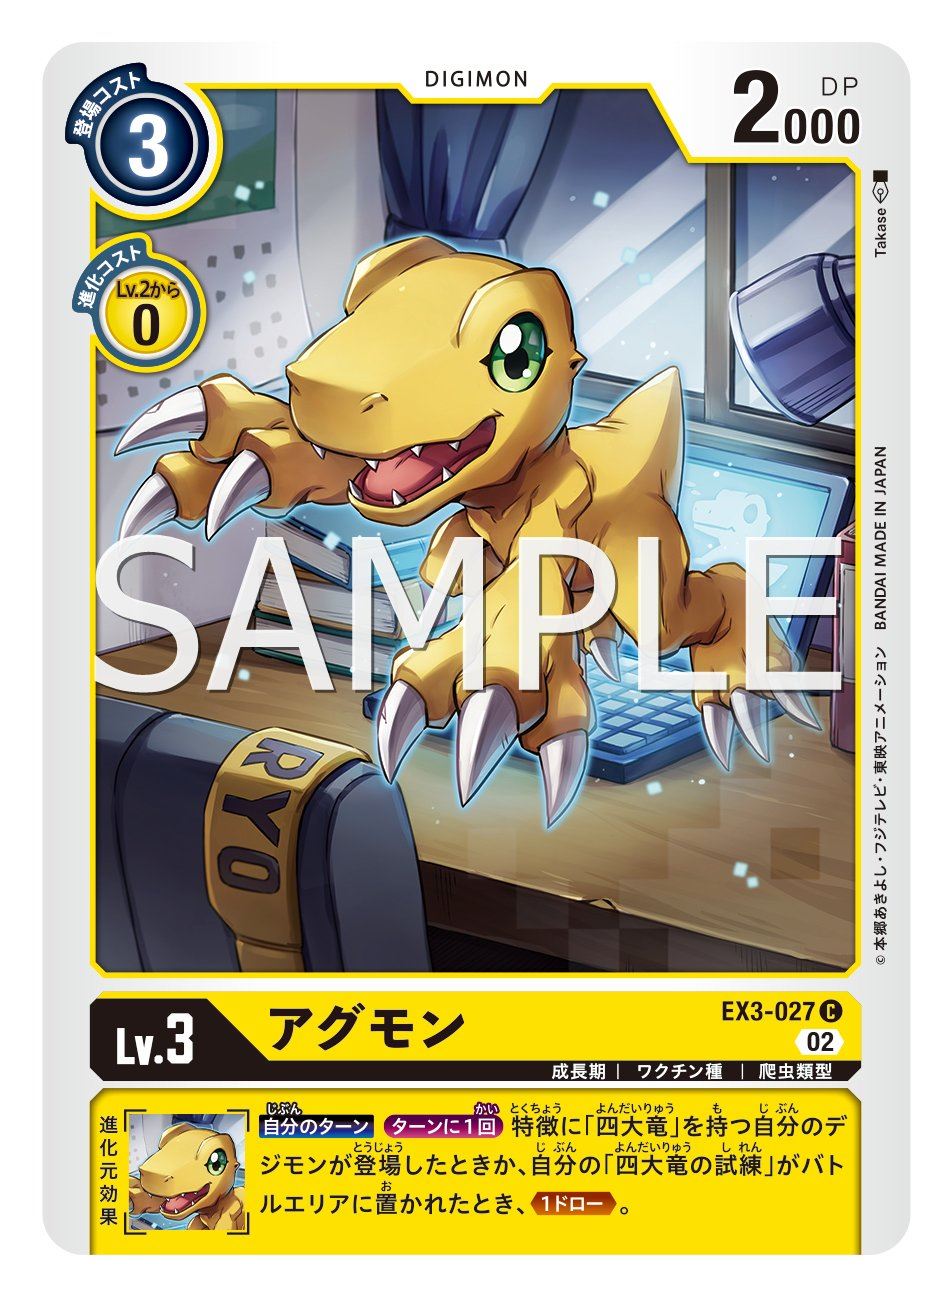 DIGIMON
登場コスト
3
2000
DP
進化コスト
Lv.2から
0
Takase
SAMPLE
RYO
©本郷あきよし・フジテレビ・東映アニメーション BANDAI MADE IN JAPAN
Lv.3
アグモン
EX3-027 C
02
成長期 | ワクチン種 | 爬虫類型
進化元効果
自分のターン ターンに1回 特徴に「四大竜」を持つ自分のデ
ジモンが登場したときか、自分の「四大竜の試練」がバト
ルエリアに置かれたとき、1ドロー。